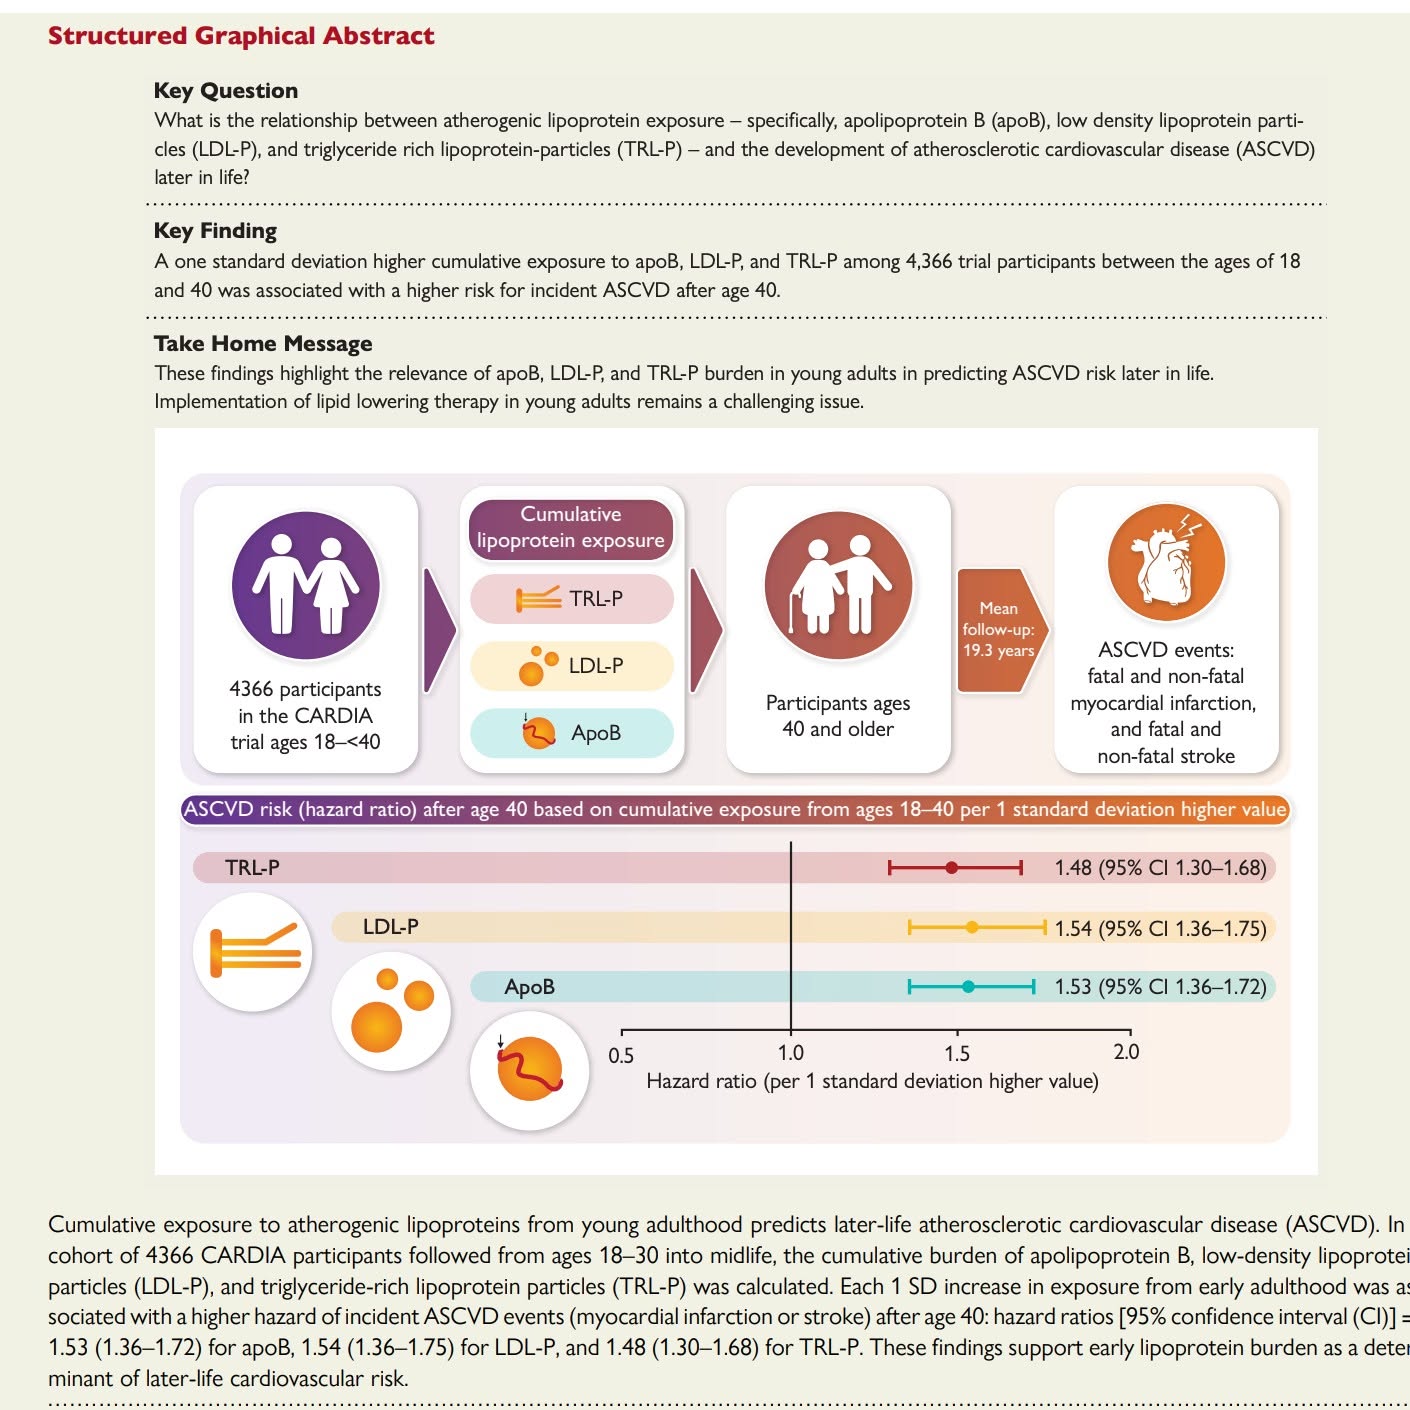 Structured Graphical Abstract
Key Question
What is the relationship between atherogenic lipoprotein exposure – specifically, apolipoprotein B (apoB), low density lipoprotein parti-
cles (LDL-P), and triglyceride rich lipoprotein-particles (TRL-P) – and the development of atherosclerotic cardiovascular disease (ASCVD)
later in life?
Key Finding
A one standard deviation higher cumulative exposure to apoB, LDL-P, and TRL-P among 4,366 trial participants between the ages of 18
and 40 was associated with a higher risk for incident ASCVD after age 40.
Take Home Message
These findings highlight the relevance of apoB, LDL-P, and TRL-P burden in young adults in predicting ASCVD risk later in life.
Implementation of lipid lowering therapy in young adults remains a challenging issue.
4366 participants
in the CARDIA
trial ages 18–<40
Cumulative
lipoprotein exposure
TRL-P
LDL-P
ApoB
Participants ages
40 and older
Mean
follow-up:
19.3 years
ASCVD events:
fatal and non-fatal
myocardial infarction,
and fatal and
non-fatal stroke
ASCVD risk (hazard ratio) after age 40 based on cumulative exposure from ages 18–40 per 1 standard deviation higher value
TRL-P 1.48 (95% CI 1.30–1.68)
LDL-P 1.54 (95% CI 1.36–1.75)
ApoB 1.53 (95% CI 1.36–1.72)
0.5 1.0 1.5 2.0
Hazard ratio (per 1 standard deviation higher value)
Cumulative exposure to atherogenic lipoproteins from young adulthood predicts later-life atherosclerotic cardiovascular disease (ASCVD). In
cohort of 4366 CARDIA participants followed from ages 18–30 into midlife, the cumulative burden of apolipoprotein B, low-density lipoprotei
particles (LDL-P), and triglyceride-rich lipoprotein particles (TRL-P) was calculated. Each 1 SD increase in exposure from early adulthood was as
sociated with a higher hazard of incident ASCVD events (myocardial infarction or stroke) after age 40: hazard ratios [95% confidence interval (CI)] =
1.53 (1.36–1.72) for apoB, 1.54 (1.36–1.75) for LDL-P, and 1.48 (1.30–1.68) for TRL-P. These findings support early lipoprotein burden as a deter
minant of later-life cardiovascular risk.